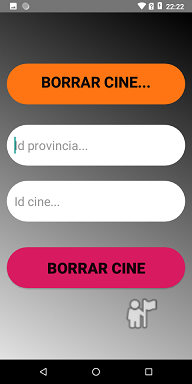 22:22
BORRAR CINE...
Id provincia...
Id cine...
BORRAR CINE